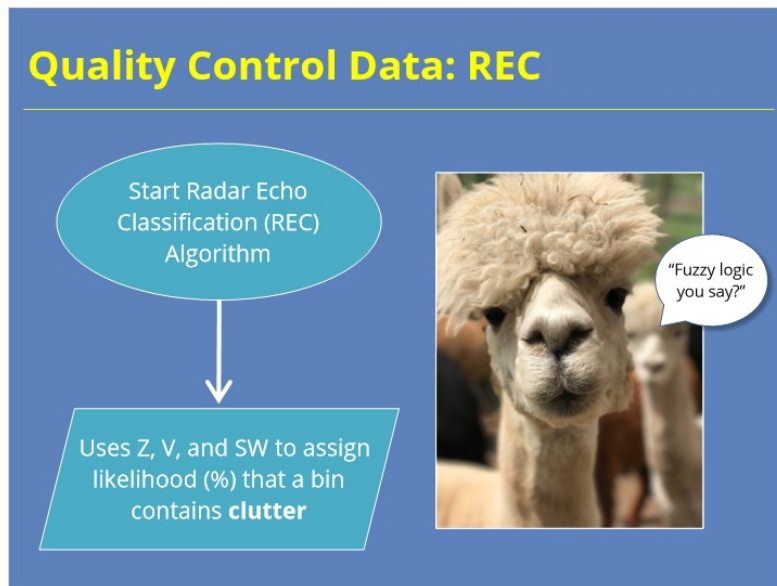 Quality Control Data: REC
Start Radar Echo
Classification (REC)
Algorithm
“Fuzzy logic
you say?”
Uses Z, V, and SW to assign
likelihood (%) that a bin
contains clutter